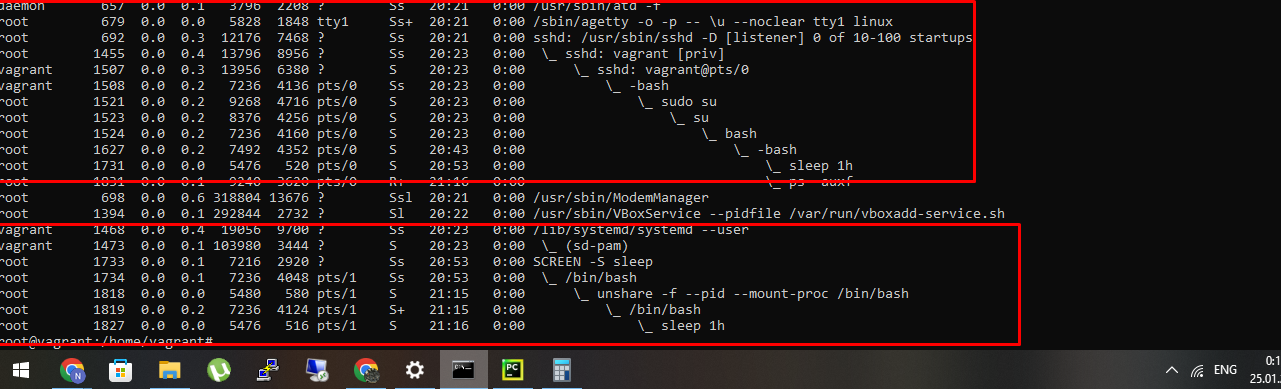 daemon 657 0.0 0.1 3796 2208 ? Ss 20:21 0:00 /usr/sbin/atd -f
root 679 0.0 0.0 5828 1848 tty1 Ss+ 20:21 0:00 /sbin/agetty -o -p -- \u --noclear tty1 linux
root 692 0.0 0.3 12176 7468 ? Ss 20:21 0:00 sshd: /usr/sbin/sshd -D [listener] 0 of 10-100 startups
root 1455 0.0 0.4 13796 8956 ? Ss 20:23 0:00 \_ sshd: vagrant [priv]
vagrant 1507 0.0 0.3 13956 6380 ? S 20:23 0:00 \_ sshd: vagrant@pts/0
vagrant 1508 0.0 0.2 7236 4136 pts/0 Ss 20:23 0:00 \_ -bash
root 1521 0.0 0.2 9268 4716 pts/0 S 20:23 0:00 \_ sudo su
root 1523 0.0 0.2 8376 4256 pts/0 S 20:23 0:00 \_ su
root 1524 0.0 0.2 7236 4160 pts/0 S 20:23 0:00 \_ bash
root 1627 0.0 0.2 7492 4352 pts/0 S 20:43 0:00 \_ -bash
root 1731 0.0 0.0 5476 520 pts/0 S 20:53 0:00 \_ sleep 1h
root 1831 0.0 0.1 9240 3620 pts/0 R+ 21:16 0:00 \_ ps -auxf
root 698 0.0 0.6 318804 13676 ? Ssl 20:21 0:00 /usr/sbin/ModemManager
root 1394 0.0 0.1 292844 2732 ? Sl 20:22 0:00 /usr/sbin/VBoxService --pidfile /var/run/vboxadd-service.sh
vagrant 1468 0.0 0.4 19056 9700 ? Ss 20:23 0:00 /lib/systemd/systemd --user
vagrant 1473 0.0 0.1 103980 3444 ? S 20:23 0:00 \_ (sd-pam)
root 1733 0.0 0.1 7216 2920 ? Ss 20:53 0:00 SCREEN -S sleep
root 1734 0.0 0.1 7236 4048 pts/1 Ss 20:53 0:00 \_ /bin/bash
root 1818 0.0 0.0 5480 580 pts/1 S 21:15 0:00 \_ unshare -f --pid --mount-proc /bin/bash
root 1819 0.0 0.2 7236 4124 pts/1 S+ 21:15 0:00 \_ /bin/bash
root 1827 0.0 0.0 5476 516 pts/1 S 21:16 0:00 \_ sleep 1h
root@vagrant:/home/vagrant#
N
PC
ENG
0:1
25.01.